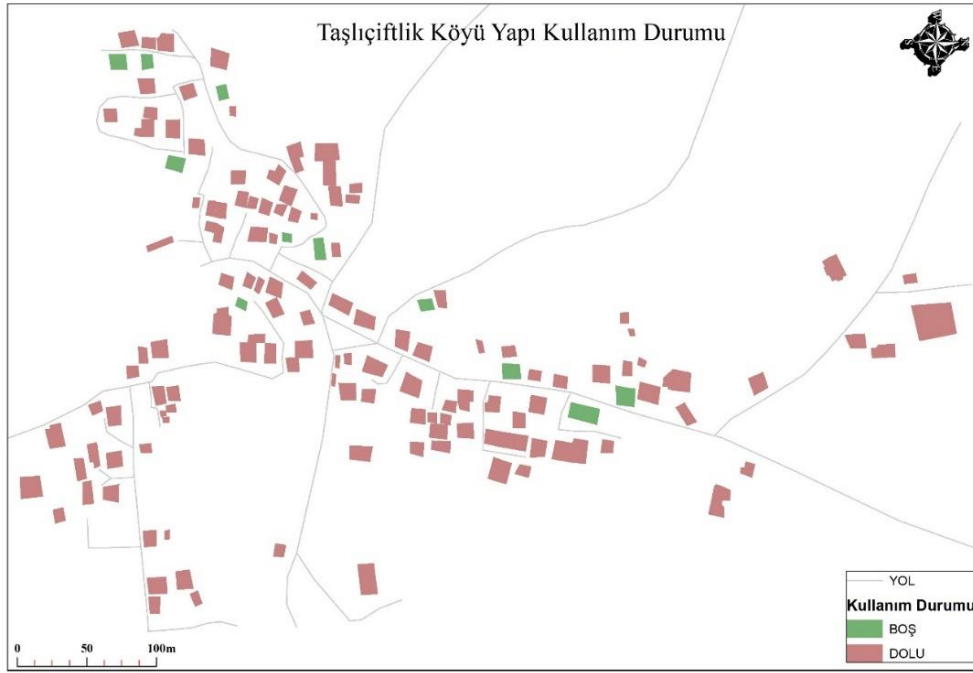 Taşlıçiftlik Köyü Yapı Kullanım Durumu
YOL
Kullanım Durumu
BOŞ
DOLU
0 50 100m